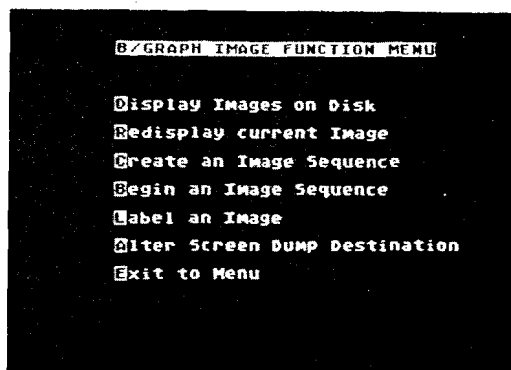 B/GRAPH IMAGE FUNCTION MENU
Display Images on Disk
Redisplay current Image
Create an Image Sequence
Begin an Image Sequence
Label an Image
Alter Screen Dump Destination
Exit to Menu